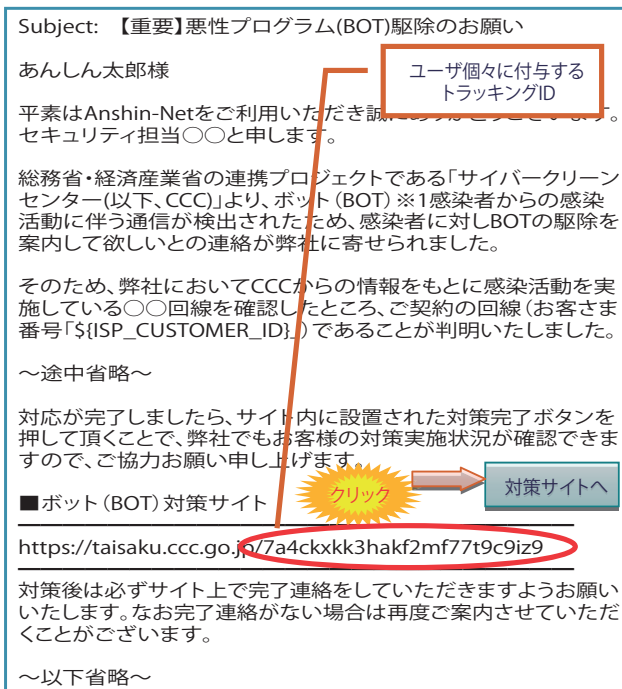 Subject: 【重要】悪性プログラム(BOT)駆除のお願い
あんしん太郎様
ユーザ個々に付与する
トラッキングID
平素はAnshin-Netをご利用いただき誠にありがとうございます。
セキュリティ担当○○と申します。
総務省・経済産業省の連携プロジェクトである「サイバークリーン
センター(以下、CCC)」より、ボット(BOT)※1感染者からの感染
活動に伴う通信が検出されたため、感染者に対しBOTの駆除を
案内して欲しいとの連絡が弊社に寄せられました。
そのため、弊社においてCCCからの情報をもとに感染活動を実
施している○○回線を確認したところ、ご契約の回線(お客さま
番号「${ISP_CUSTOMER_ID}」)であることが判明いたしました。
～途中省略～
対応が完了しましたら、サイト内に設置された対策完了ボタンを
押して頂くことで、弊社でもお客様の対策実施状況が確認できま
すので、ご協力お願い申し上げます。
クリック
対策サイトへ
■ボット(BOT)対策サイト
https://taisaku.ccc.go.jp/7a4ckxkk3hakf2mf77t9c9iz9
対策後は必ずサイト上で完了連絡をしていただきますようお願い
いたします。なお完了連絡がない場合は再度ご案内させていただ
くことがございます。
～以下省略～